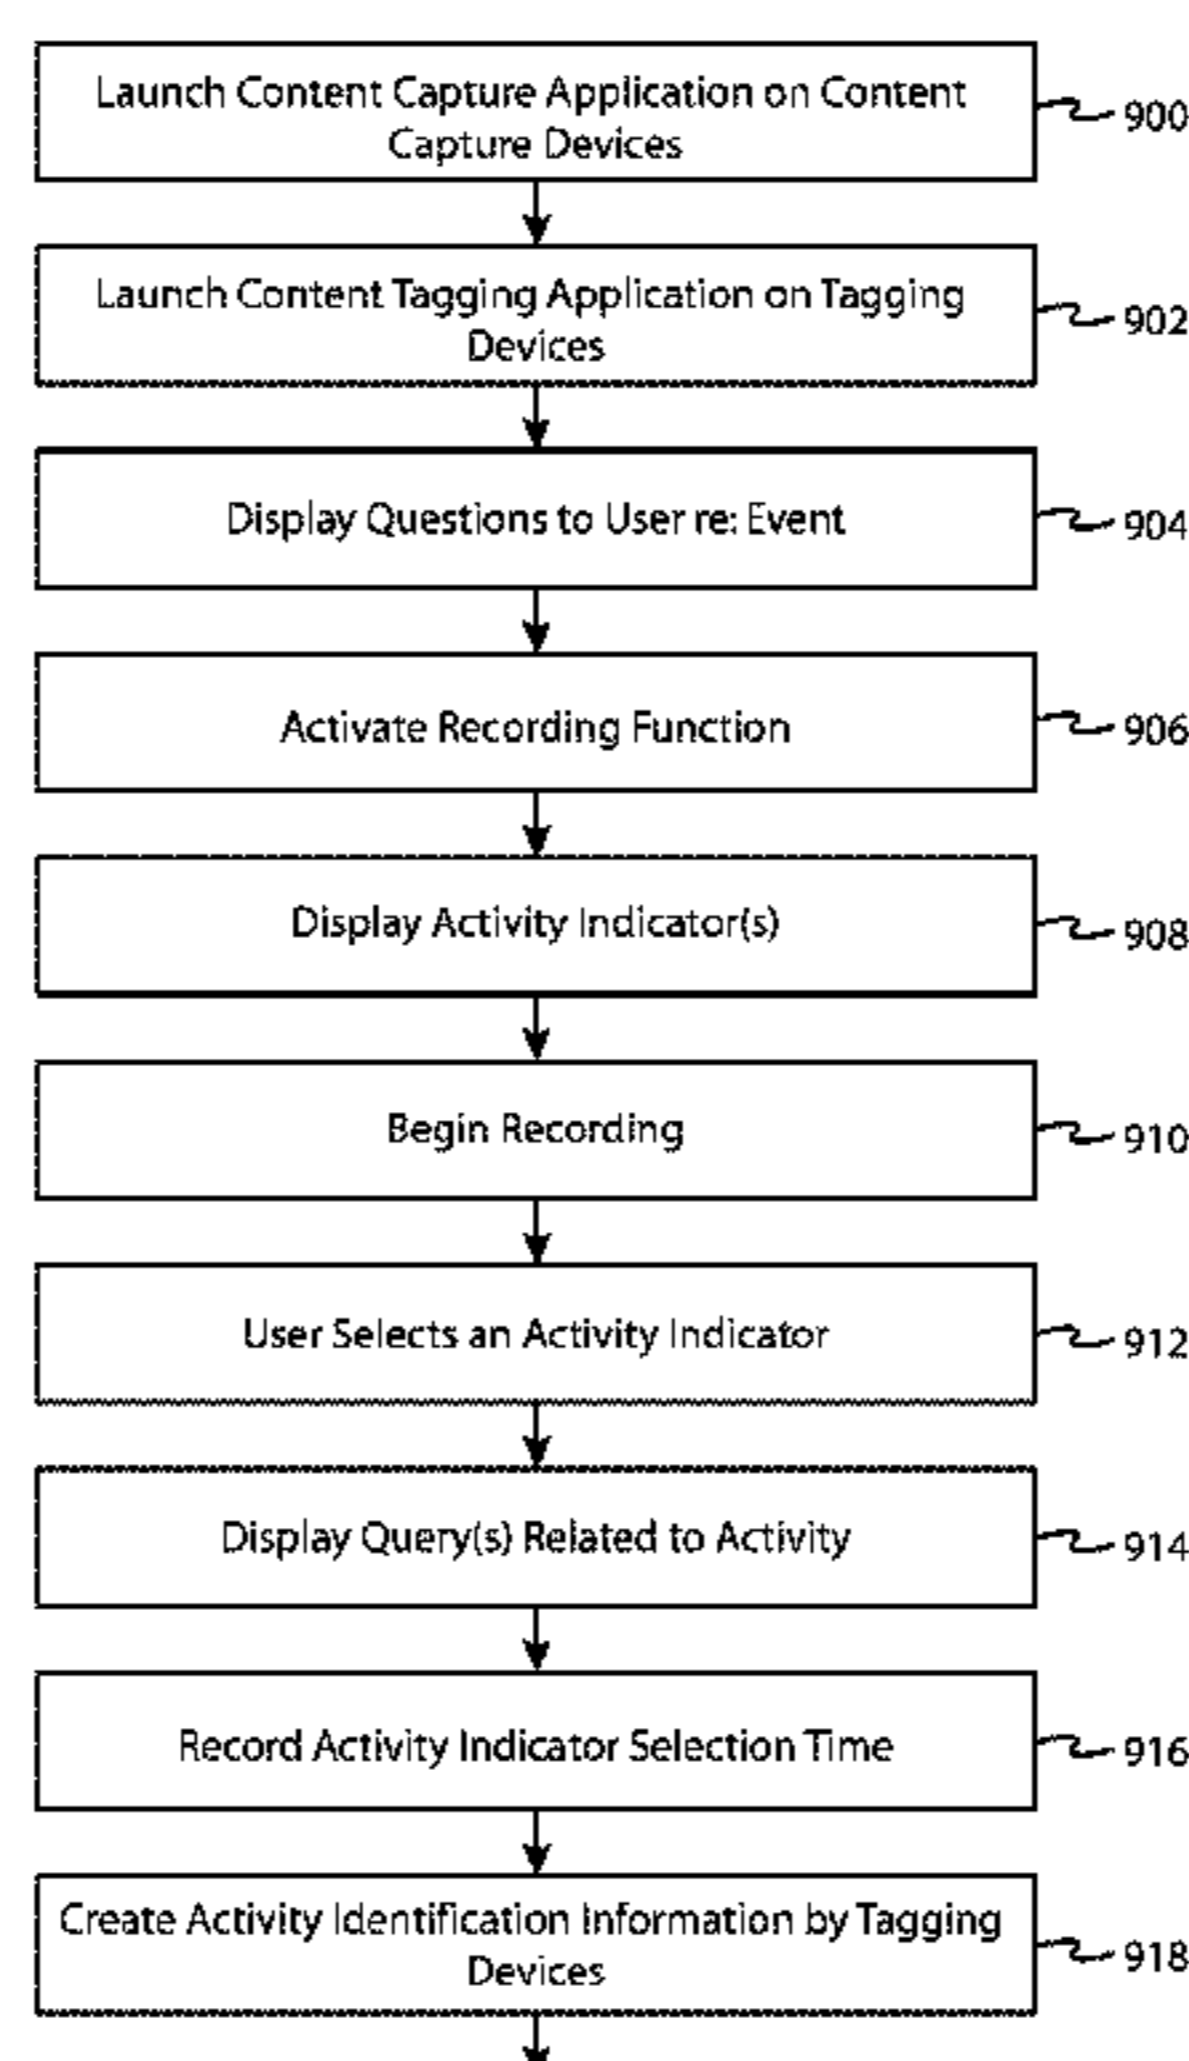 Launch Content Capture Application on Content
Capture Devices
900
Launch Content Tagging Application on Tagging
Devices
902
Display Questions to User re: Event
904
Activate Recording Function
906
Display Activity Indicator(s)
908
Begin Recording
910
User Selects an Activity Indicator
912
Display Query(s) Related to Activity
914
Record Activity Indicator Selection Time
916
Create Activity Identification Information by Tagging
Devices
918